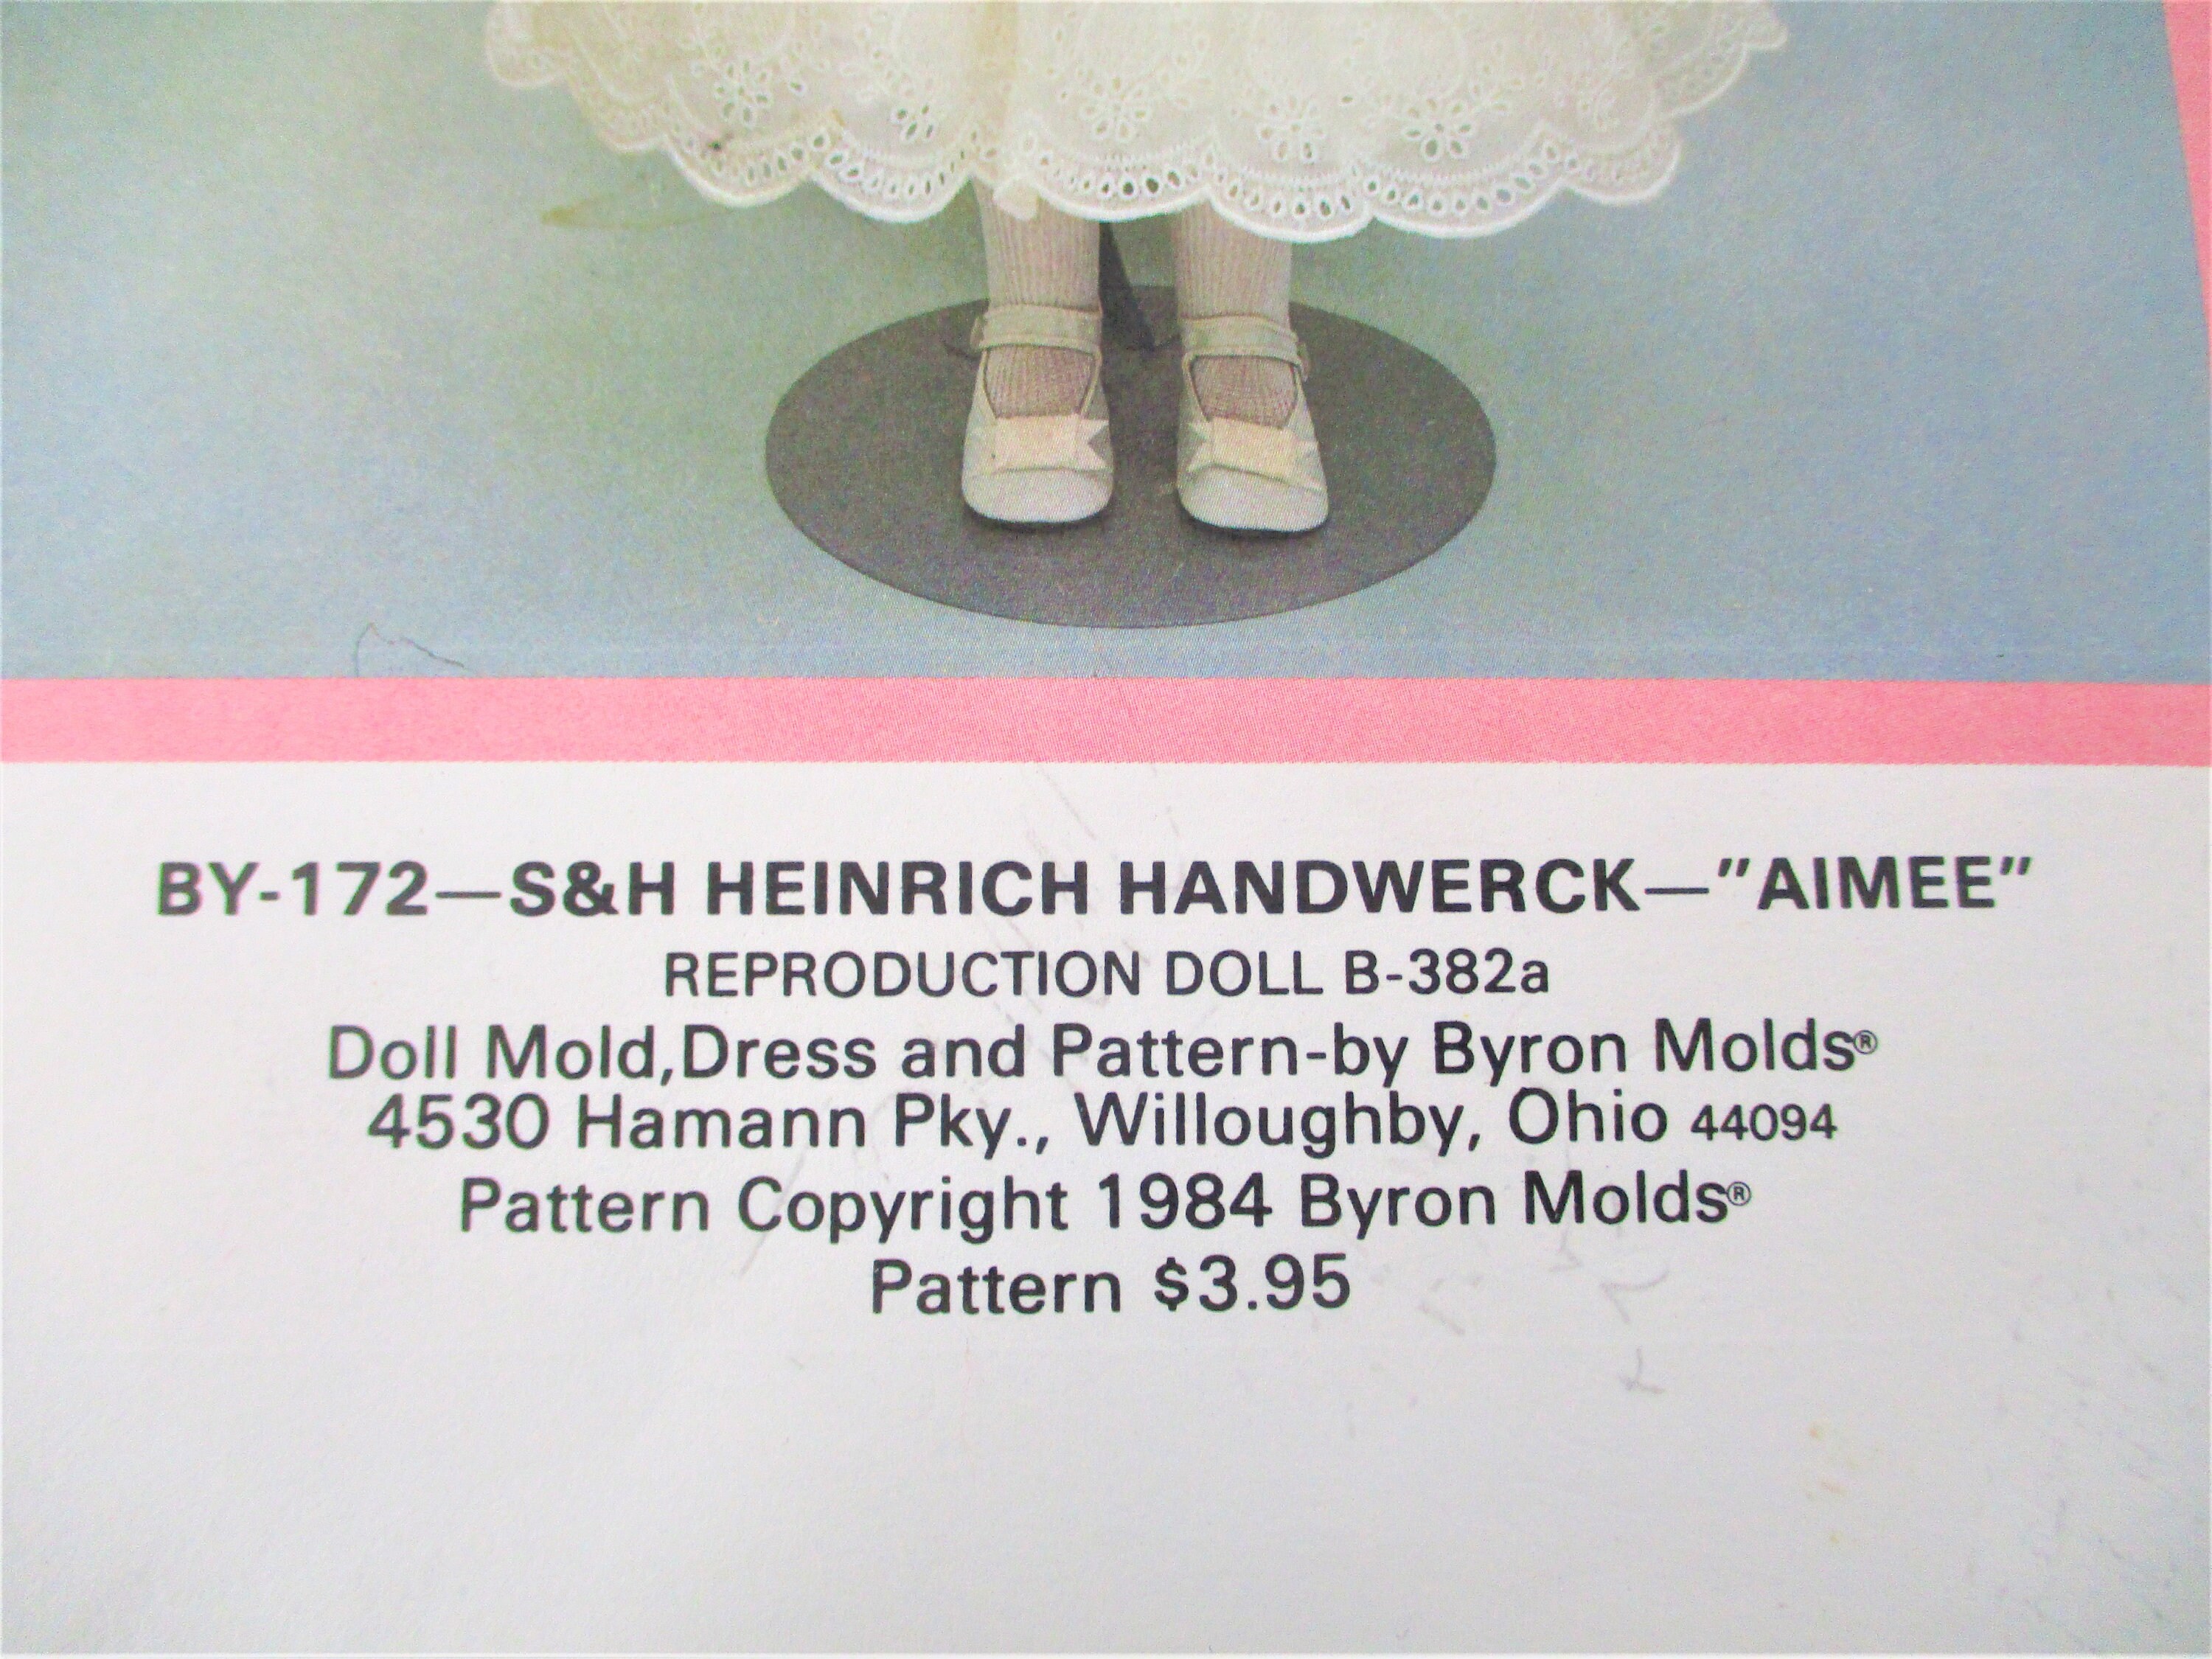 BY-172—S&H HEINRICH HANDWERCK—"AIMEE"
REPRODUCTION DOLL B-382a
Doll Mold,Dress and Pattern-by Byron Molds®
4530 Hamann Pky., Willoughby, Ohio 44094
Pattern Copyright 1984 Byron Molds®
Pattern $3.95